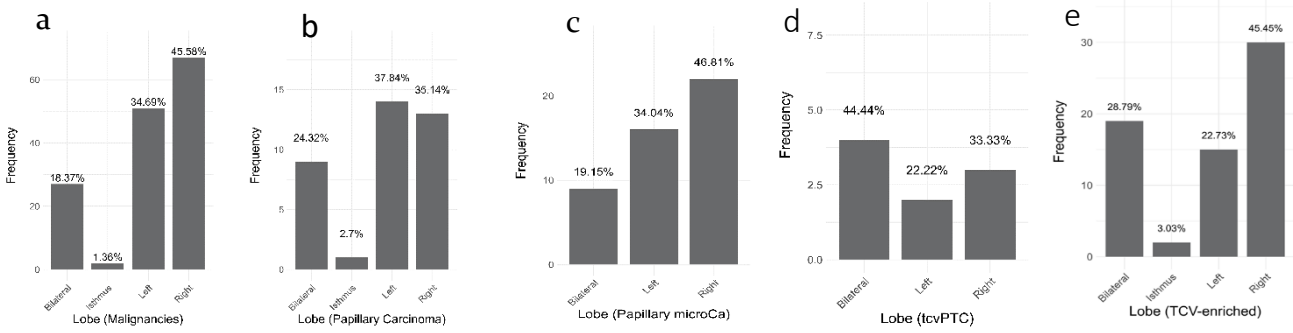 a
Frequency
60
40
20
0
18.37%
1.36%
34.69%
45.58%
Bilateral
Isthmus
Left
Right
Lobe (Malignancies)
b
Frequency
15
10
5
0
24.32%
2.7%
37.84%
35.14%
Bilateral
Isthmus
Left
Right
Lobe (Papillary Carcinoma)
c
Frequency
20
10
0
19.15%
34.04%
46.81%
Bilateral
Left
Right
Lobe (Papillary microCa)
d
Frequency
7.5
5.0
2.5
0.0
44.44%
22.22%
33.33%
Bilateral
Left
Right
Lobe (tcvPTC)
e
Frequency
30
20
10
0
28.79%
3.03%
22.73%
45.45%
Bilateral
Isthmus
Left
Right
Lobe (TCV-enriched)